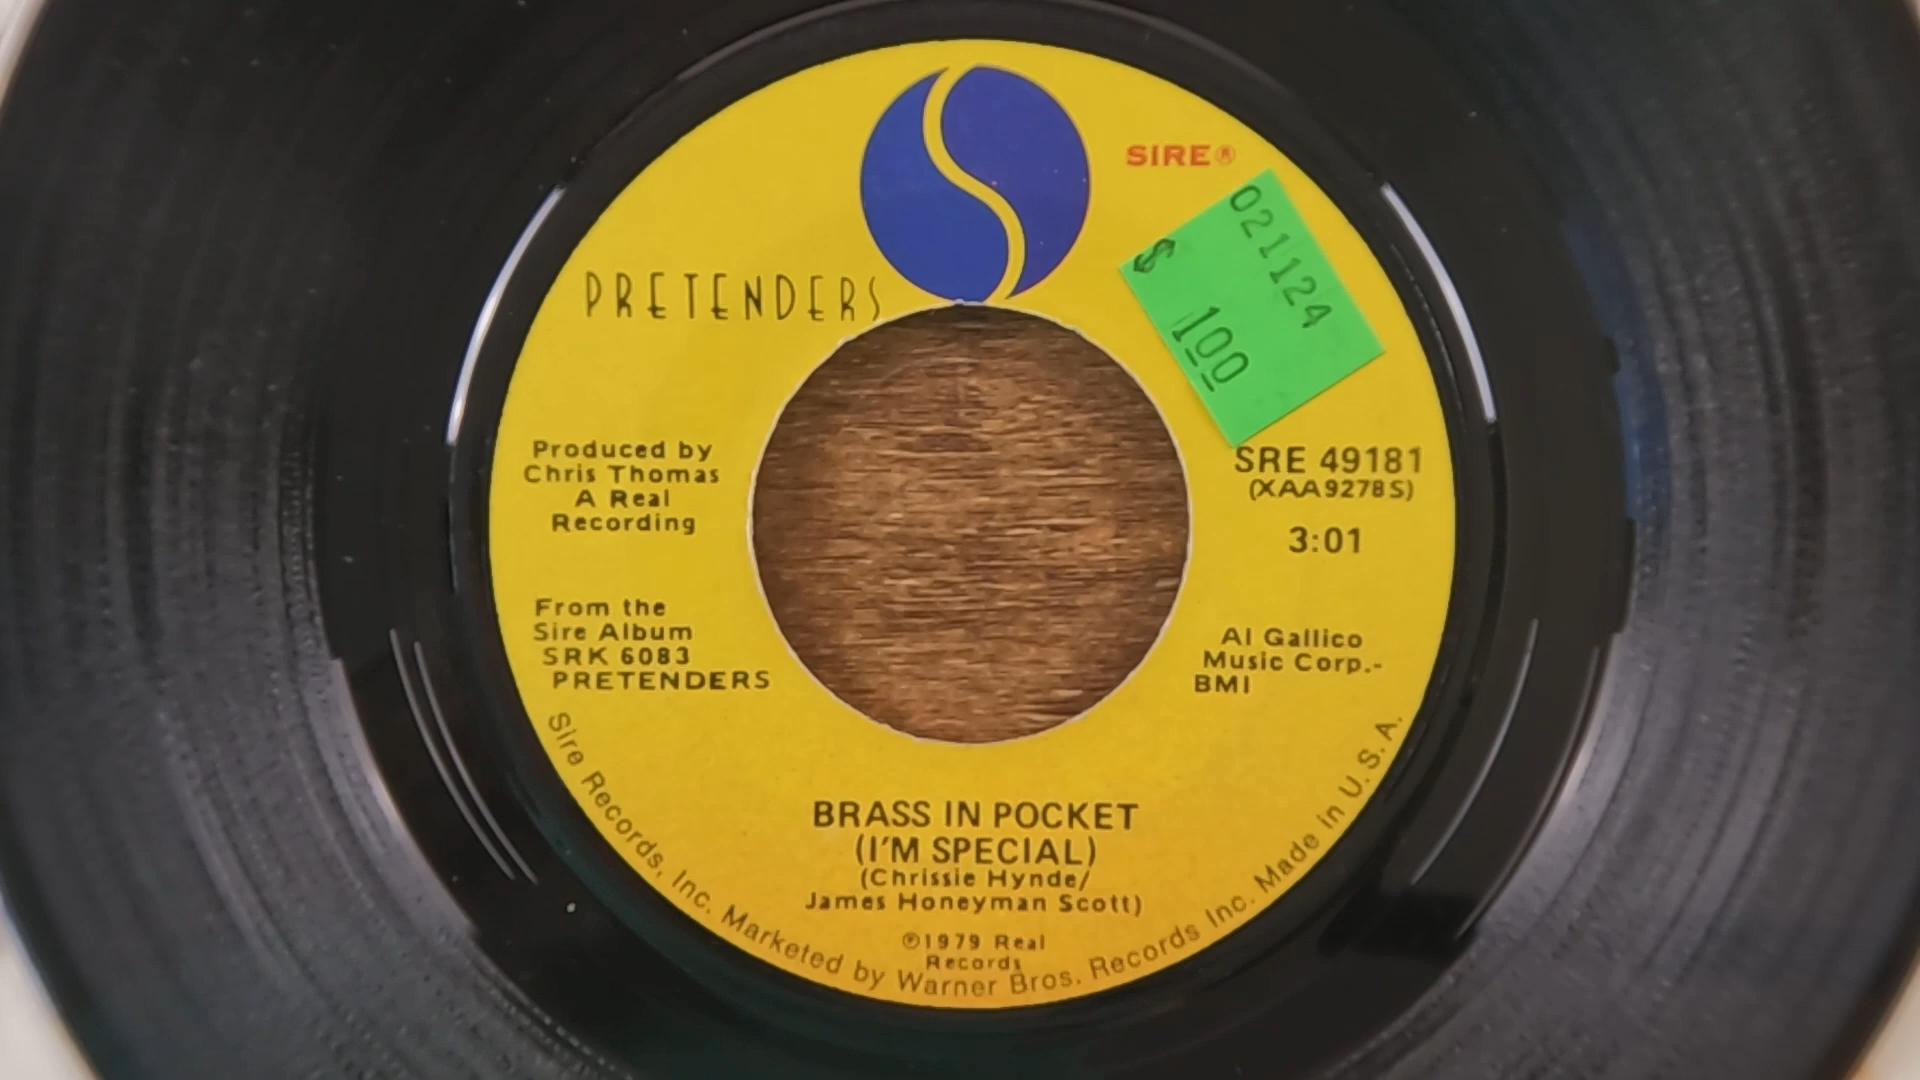 SIRE®
021124
$ 100
PRETENDERS
Produced by
Chris Thomas
A Real
Recording
SRE 49181
(XAA9278S)
3:01
From the
Sire Album
SRK 6083
PRETENDERS
Al Gallico
Music Corp.-
BMI
BRASS IN POCKET
(I'M SPECIAL)
(Chrissie Hynde/
James Honeyman Scott)
℗1979 Real
Records
Sire Records, Inc. Marketed by Warner Bros. Records Inc. Made in U.S.A.